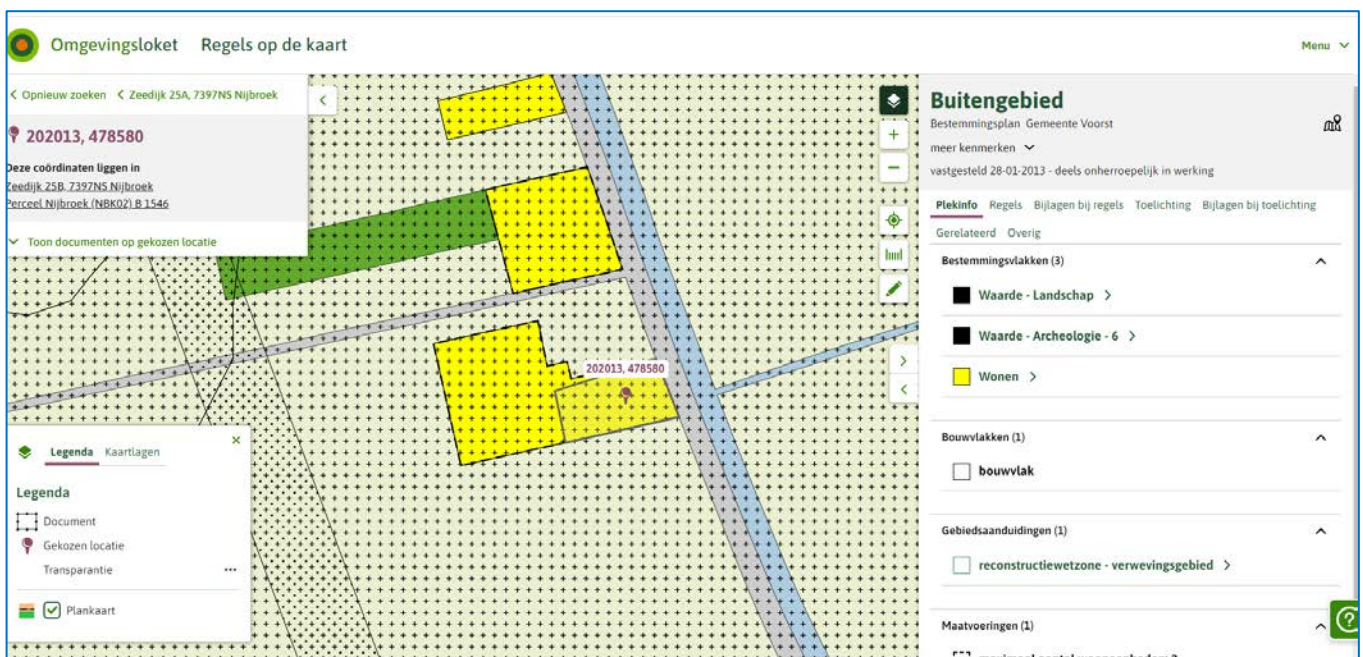 Omgevingsloket Regels op de kaart
Menu
Opnieuw zoeken Zeedijk 25A, 7397NS Nijbroek
202013, 478580
Deze coördinaten liggen in
Zeedijk 25B, 7397NS Nijbroek
Perceel Nijbroek (NBK02) B 1546
Toon documenten op gekozen locatie
202013, 478580
Legenda Kaartlagen
Legenda
Document
Gekozen locatie
Transparantie
Plankaart
Buitengebied
Bestemmingsplan Gemeente Voorst
meer kenmerken
vastgesteld 28-01-2013 - deels onherroepelijk in werking
Plekinfo Regels Bijlagen bij regels Toelichting Bijlagen bij toelichting
Gerelateerd Overig
Bestemmingsvlakken (3)
Waarde - Landschap
Waarde - Archeologie - 6
Wonen
Bouwvlakken (1)
bouwvlak
Gebiedsaanduidingen (1)
reconstructiewetzone - verwevingsgebied
Maatvoeringen (1)